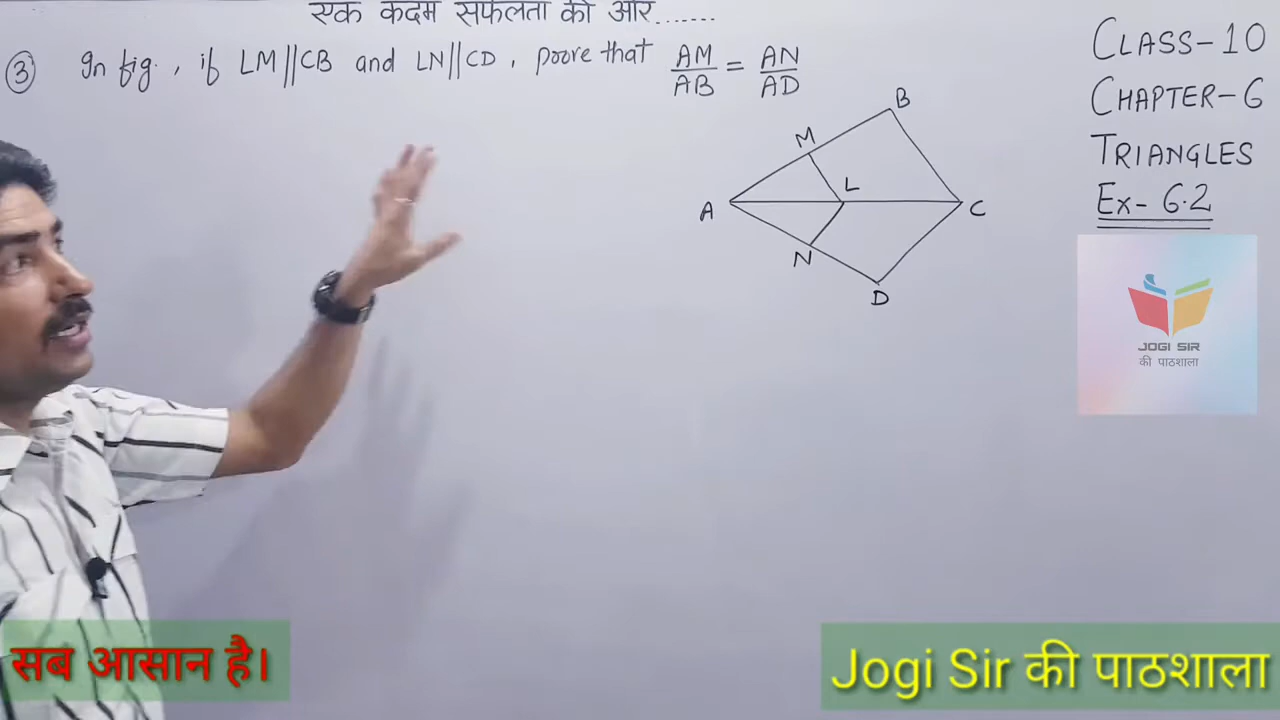 एक कदम सफलता की ओर.......
③ In fig., if LM||CB and LN||CD, prove that AM/AB = AN/AD
B
M
L
A
C
N
D
CLASS-10
CHAPTER-6
TRIANGLES
Ex- 6.2
JOGI SIR
की पाठशाला
सब आसान है।
Jogi Sir की पाठशाला